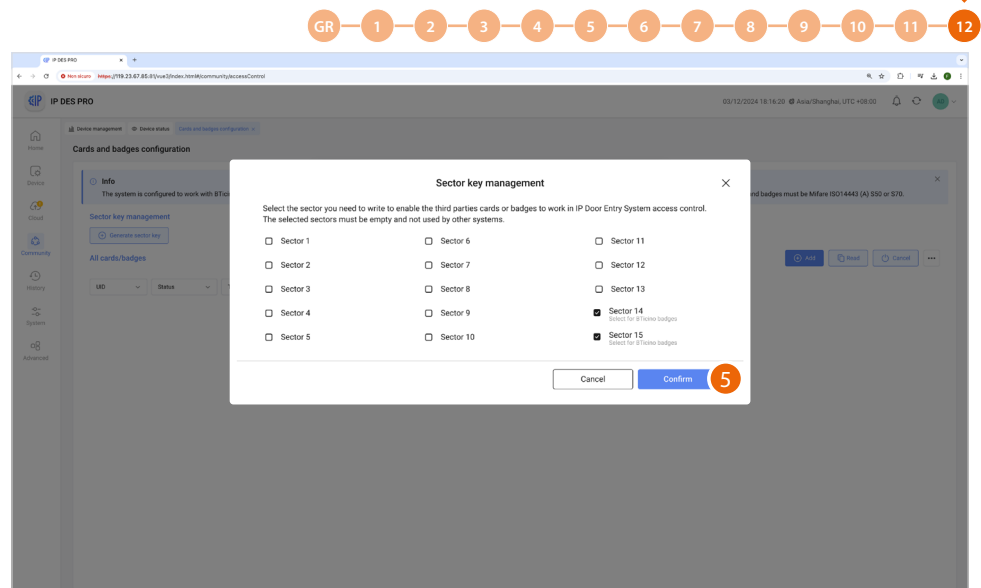 GR 1 2 3 4 5 6 7 8 9 10 11 12
IP DES PRO
Non sicuro https://119.23.67.85:81/vue3/index.html#/community/accessControl
IP DES PRO
03/12/2024 18:16:20 Asia/Shanghai, UTC +08:00
Device management Device status Cards and badges configuration
Home
Cards and badges configuration
Device
Info
The system is configured to work with BTici
nd badges must be Mifare ISO14443 (A) S50 or S70.
Cloud
Sector key management
Generate sector key
Community
All cards/badges
Add Read Cancel
History
UID Status
System
Advanced
Sector key management
Select the sector you need to write to enable the third parties cards or badges to work in IP Door Entry System access control.
The selected sectors must be empty and not used by other systems.
Sector 1 Sector 6 Sector 11
Sector 2 Sector 7 Sector 12
Sector 3 Sector 8 Sector 13
Sector 4 Sector 9 Sector 14
Select for BTicino badges
Sector 5 Sector 10 Sector 15
Select for BTicino badges
Cancel Confirm 5